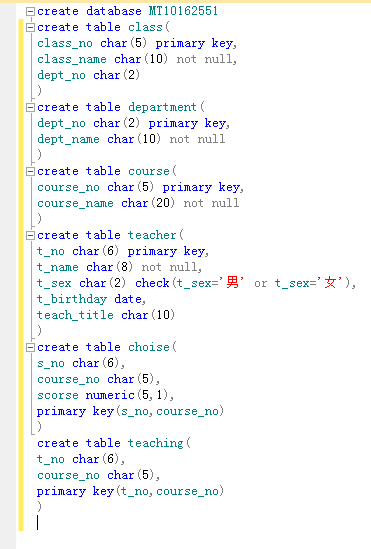 create database MT10162551
create table class(
class_no char(5) primary key,
class_name char(10) not null,
dept_no char(2)
)
create table department(
dept_no char(2) primary key,
dept_name char(10) not null
)
create table course(
course_no char(5) primary key,
course_name char(20) not null
)
create table teacher(
t_no char(6) primary key,
t_name char(8) not null,
t_sex char(2) check(t_sex='男' or t_sex='女'),
t_birthday date,
teach_title char(10)
)
create table choise(
s_no char(6),
course_no char(5),
scorse numeric(5,1),
primary key(s_no,course_no)
)
create table teaching(
t_no char(6),
course_no char(5),
primary key(t_no,course_no)
)